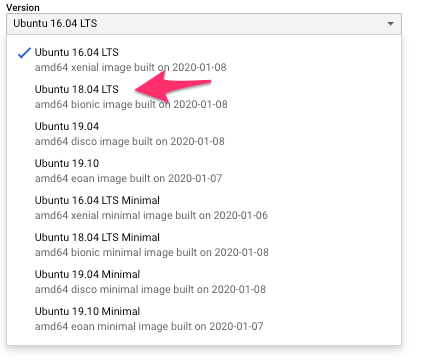 Version
Ubuntu 16.04 LTS
Ubuntu 16.04 LTS
amd64 xenial image built on 2020-01-08
Ubuntu 18.04 LTS
amd64 bionic image built on 2020-01-08
Ubuntu 19.04
amd64 disco image built on 2020-01-08
Ubuntu 19.10
amd64 eoan image built on 2020-01-07
Ubuntu 16.04 LTS Minimal
amd64 xenial minimal image built on 2020-01-06
Ubuntu 18.04 LTS Minimal
amd64 bionic minimal image built on 2020-01-08
Ubuntu 19.04 Minimal
amd64 disco minimal image built on 2020-01-08
Ubuntu 19.10 Minimal
amd64 eoan minimal image built on 2020-01-07